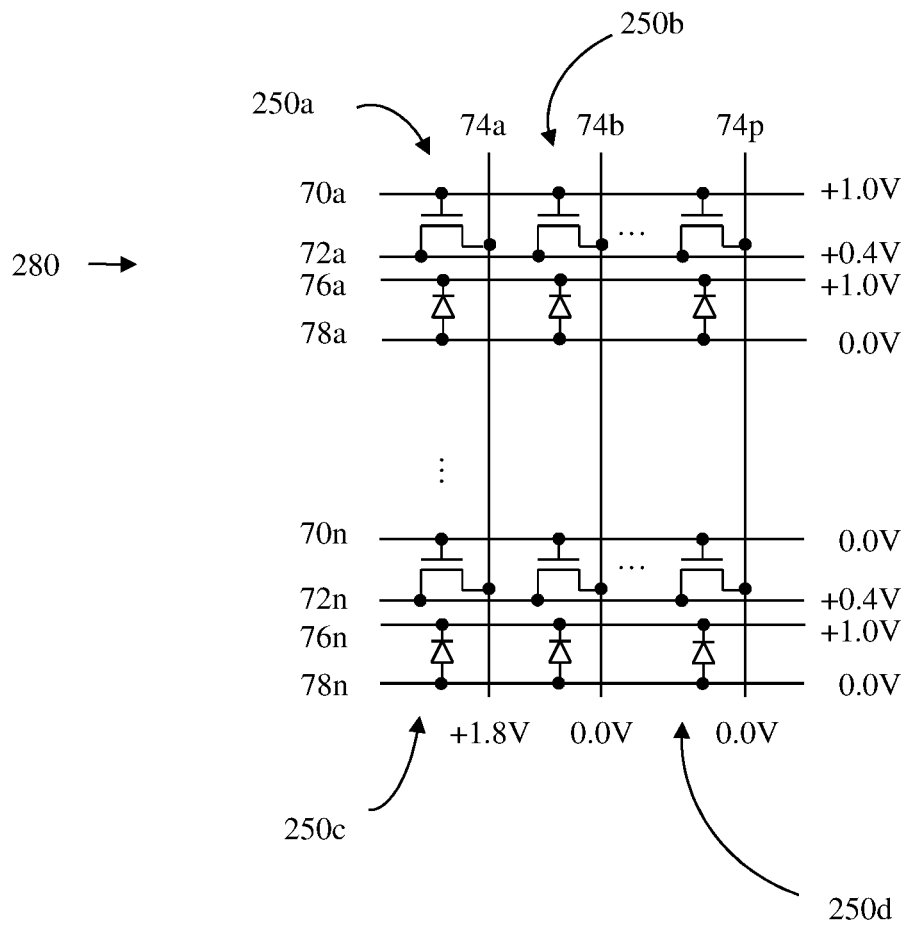 250b
250a
74a 74b 74p
70a +1.0V
...
72a +0.4V
280
76a +1.0V
78a 0.0V
...
70n 0.0V
...
72n +0.4V
76n +1.0V
78n 0.0V
+1.8V 0.0V 0.0V
250c
250d